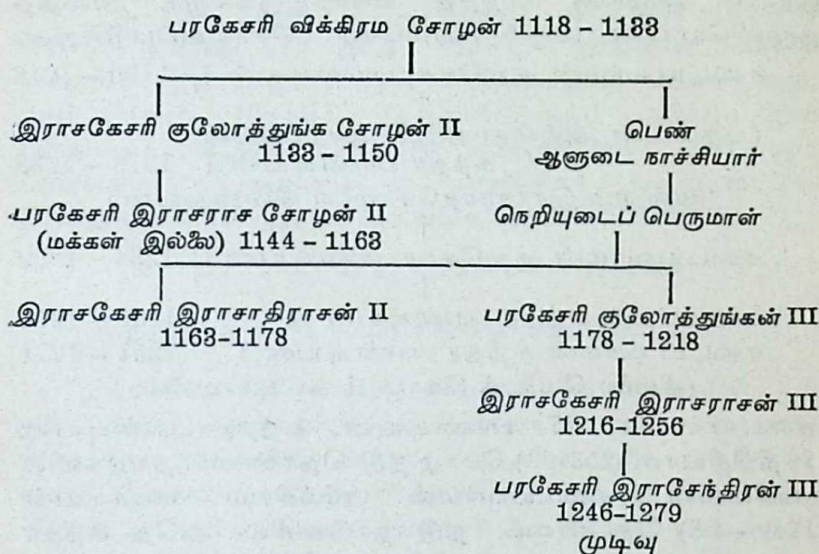 பரகேசரி விக்கிரம சோழன் 1118 – 1133
இராசகேசரி குலோத்துங்க சோழன் II
1133 – 1150
பெண்
ஆளுடை நாச்சியார்
பரகேசரி இராசராச சோழன் II
(மக்கள் இல்லை) 1144 – 1163
நெறியுடைப் பெருமாள்
இராசகேசரி இராசாதிராசன் II
1163-1178
பரகேசரி குலோத்துங்கன் III
1178 – 1218
இராசகேசரி இராசராசன் III
1216-1256
பரகேசரி இராசேந்திரன் III
1246-1279
முடிவு